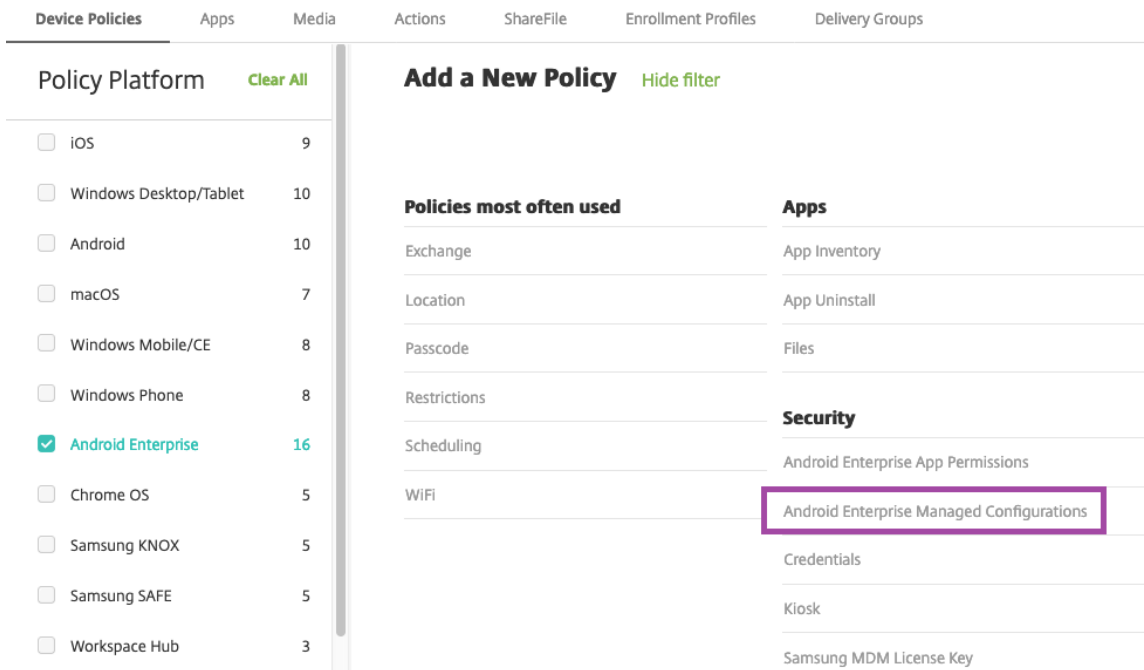 Device Policies Apps Media Actions ShareFile Enrollment Profiles Delivery Groups
Policy Platform Clear All
iOS 9
Windows Desktop/Tablet 10
Android 10
macOS 7
Windows Mobile/CE 8
Windows Phone 8
Android Enterprise 16
Chrome OS 5
Samsung KNOX 5
Samsung SAFE 5
Workspace Hub 3
Add a New Policy Hide filter
Policies most often used
Exchange
Location
Passcode
Restrictions
Scheduling
WiFi
Apps
App Inventory
App Uninstall
Files
Security
Android Enterprise App Permissions
Android Enterprise Managed Configurations
Credentials
Kiosk
Samsung MDM License Key